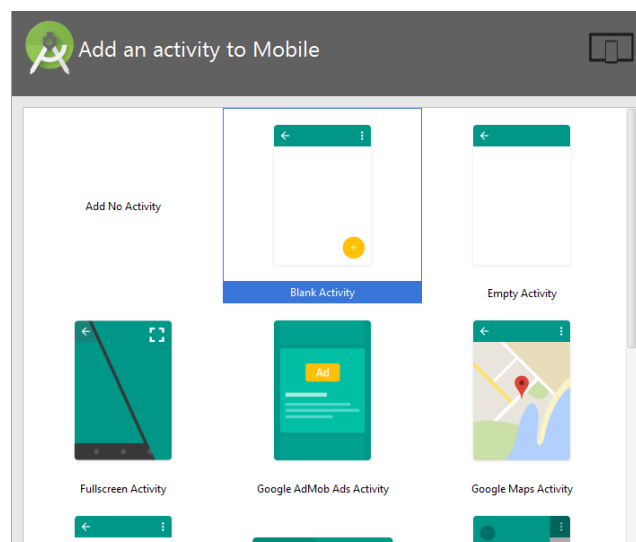 Add an activity to Mobile
Add No Activity
Blank Activity
Empty Activity
Ad
Fullscreen Activity
Google AdMob Ads Activity
Google Maps Activity